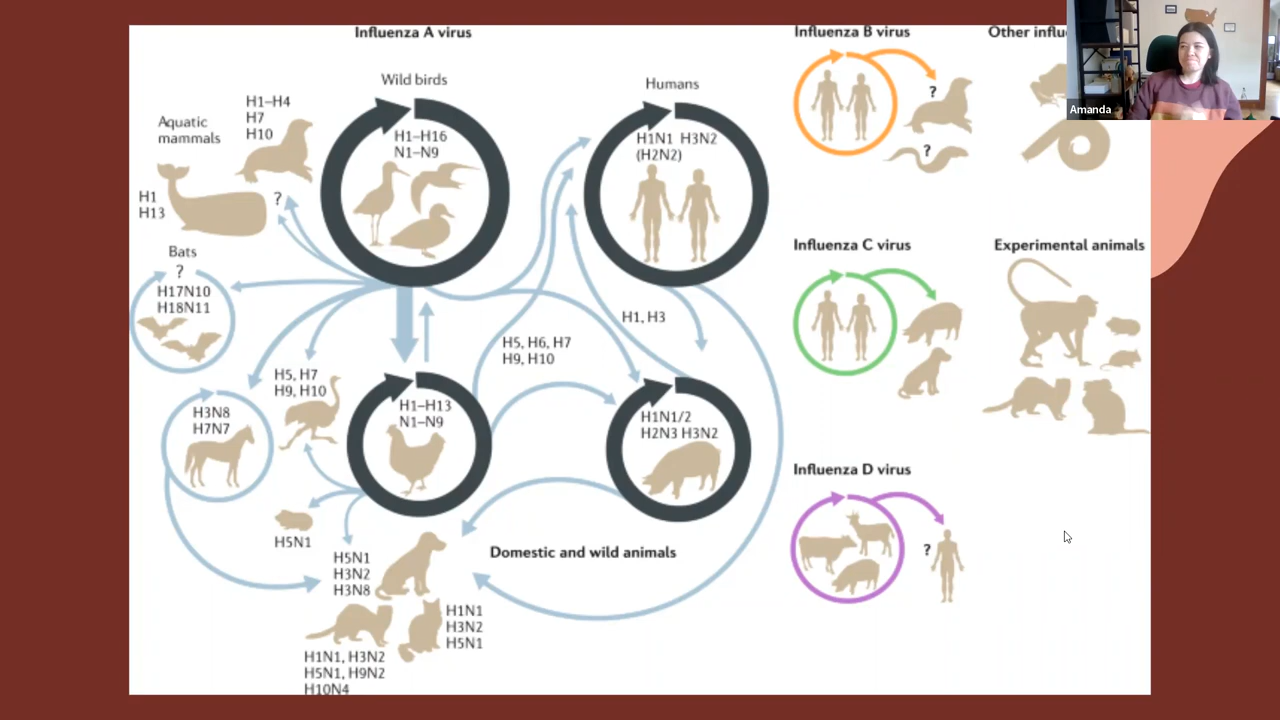 Influenza A virus
Wild birds
H1–H16
N1–N9
Humans
H1N1 H3N2
(H2N2)
Aquatic
mammals
H1–H4
H7
H10
H1
H13
?
Bats
?
H17N10
H18N11
H3N8
H7N7
H5, H7
H9, H10
H1–H13
N1–N9
H5, H6, H7
H9, H10
H1, H3
H1N1/2
H2N3 H3N2
H5N1
H5N1
H3N2
H3N8
Domestic and wild animals
H1N1
H3N2
H5N1
H1N1, H3N2
H5N1, H9N2
H10N4
Influenza B virus
?
?
Other influ
Amanda
Influenza C virus
Experimental animals
Influenza D virus
?